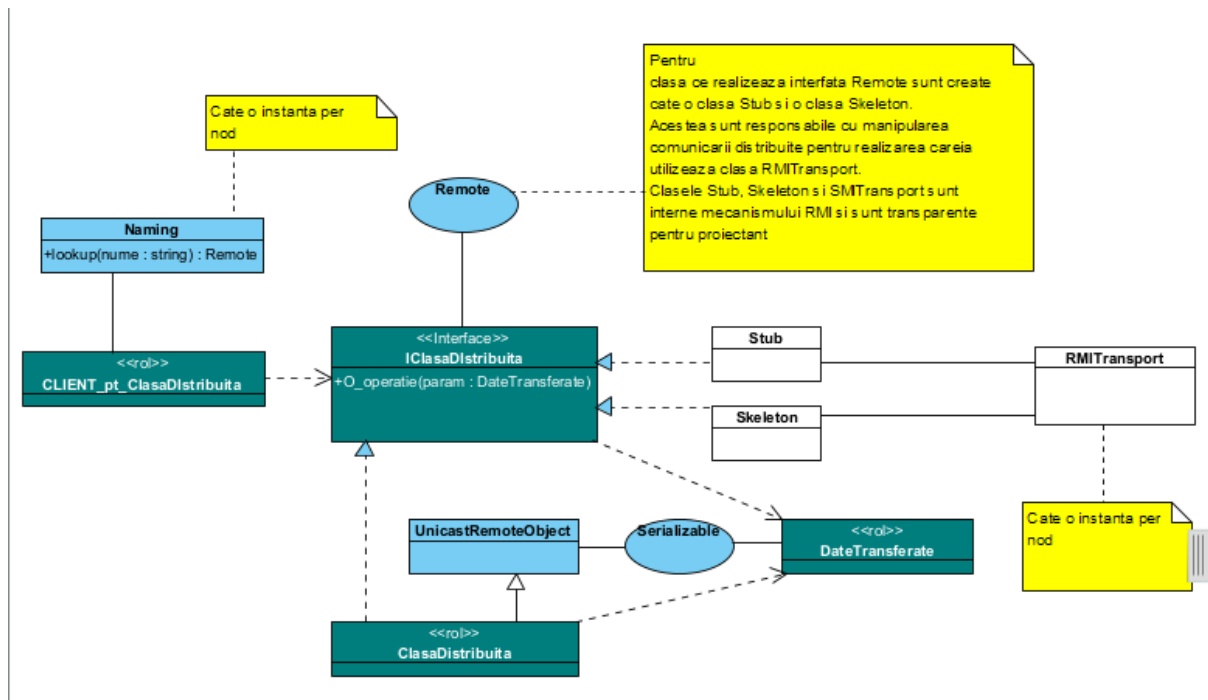 Pentru
clasa ce realizeaza interfata Remote sunt create
cate o clasa Stub si o clasa Skeleton.
Acestea sunt responsabile cu manipularea
comunicarii distribuite pentru realizarea careia
utilizeaza clasa RMITransport.
Clasele Stub, Skeleton si SMITransport sunt
interne mecanismului RMI si sunt transparente
pentru proiectant
Cate o instanta per
nod
Remote
Naming
+lookup(nume : string) : Remote
<<Interface>>
IClasaDIstribuita
+O_operatie(param : DateTransferate)
Stub
RMITransport
<<rol>>
CLIENT_pt_ClasaDIstribuita
Skeleton
UnicastRemoteObject
Serializable
<<rol>>
DateTransferate
Cate o instanta per
nod
<<rol>>
ClasaDistribuita